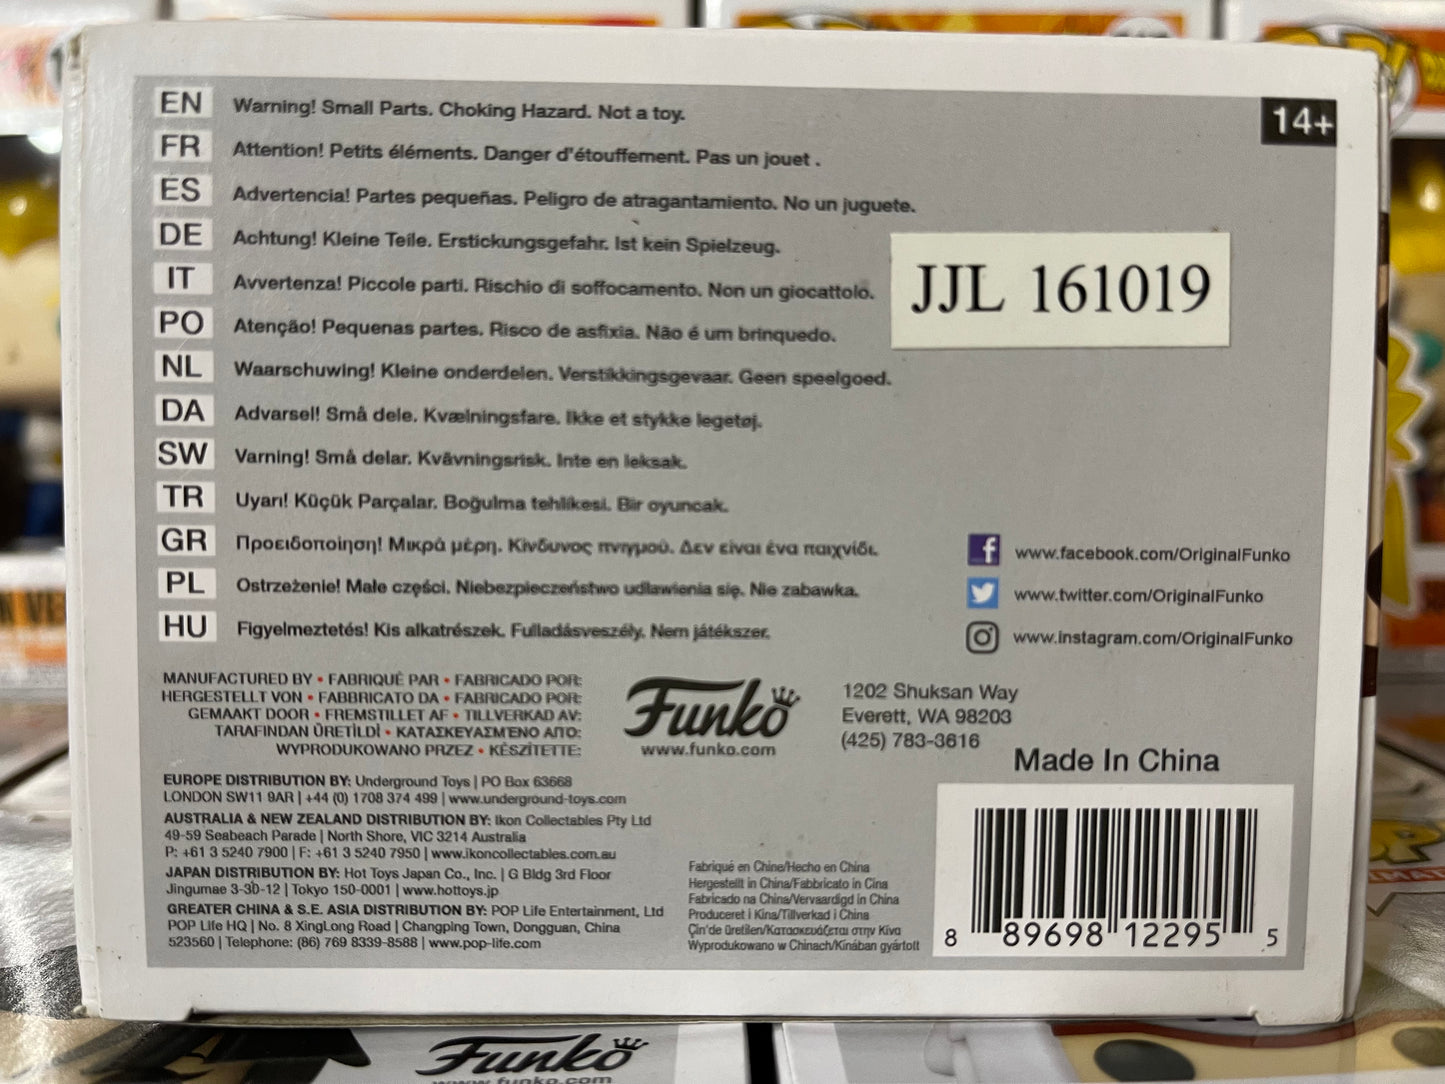 EN Warning! Small Parts. Choking Hazard. Not a toy.
14+
FR Attention! Petits éléments. Danger d'étouffement. Pas un jouet .
ES Advertencia! Partes pequeñas. Peligro de atragantamiento. No un juguete.
DE Achtung! Kleine Teile. Erstickungsgefahr. Ist kein Spielzeug.
IT Avvertenza! Piccole parti. Rischio di soffocamento. Non un giocattolo.
JJL 161019
PO Atenção! Pequenas partes. Risco de asfixia. Não é um brinquedo.
NL Waarschuwing! Kleine onderdelen. Verstikkingsgevaar. Geen speelgoed.
DA Advarsel! Små dele. Kvælningsfare. Ikke et stykke legetøj.
SW Varning! Små delar. Kvävningsrisk. Inte en leksak.
TR Uyarı! Küçük Parçalar. Boğulma tehlikesi. Bir oyuncak.
GR Προειδοποίηση! Μικρά μέρη. Κίνδυνος πνιγμού. Δεν είναι ένα παιχνίδι.
PL Ostrzeżenie! Małe części. Niebezpieczeństwo udławienia się. Nie zabawka.
HU Figyelmeztetés! Kis alkatrészek. Fulladásveszély. Nem játékszer.
www.facebook.com/OriginalFunko
www.twitter.com/OriginalFunko
www.instagram.com/OriginalFunko
MANUFACTURED BY • FABRIQUÉ PAR • FABRICADO POR:
HERGESTELLT VON • FABBRICATO DA • FABRICADO POR:
GEMAAKT DOOR • FREMSTILLET AF • TILLVERKAD AV:
TARAFINDAN ÜRETİLDİ • ΚΑΤΑΣΚΕΥΑΣΜΈΝΟ ΑΠΌ:
WYPRODUKOWANO PRZEZ • KÉSZÍTETTE:
Funko
www.funko.com
1202 Shuksan Way
Everett, WA 98203
(425) 783-3616
Made In China
EUROPE DISTRIBUTION BY: Underground Toys | PO Box 63668
LONDON SW11 9AR | +44 (0) 1708 374 499 | www.underground-toys.com
AUSTRALIA & NEW ZEALAND DISTRIBUTION BY: Ikon Collectables Pty Ltd
49-59 Seabeach Parade | North Shore, VIC 3214 Australia
P: +61 3 5240 7900 | F: +61 3 5240 7950 | www.ikoncollectables.com.au
JAPAN DISTRIBUTION BY: Hot Toys Japan Co., Inc. | G Bldg 3rd Floor
Jingumae 3-30-12 | Tokyo 150-0001 | www.hottoys.jp
GREATER CHINA & S.E. ASIA DISTRIBUTION BY: POP Life Entertainment, Ltd
POP Life HQ | No. 8 XingLong Road | Changping Town, Dongguan, China
523560 | Telephone: (86) 769 8339-8588 | www.pop-life.com
Fabriqué en Chine/Hecho en China
Hergestellt in China/Fabbricato in Cina
Fabricado na China/Vervaardigd in China
Produceret i Kina/Tillverkad i China
Çin'de üretilen/Κατασκευάζεται στην Κίνα
Wyprodukowano w Chinach/Kínában gyártott
8 89698 12295 5
Funko
www.funko.com